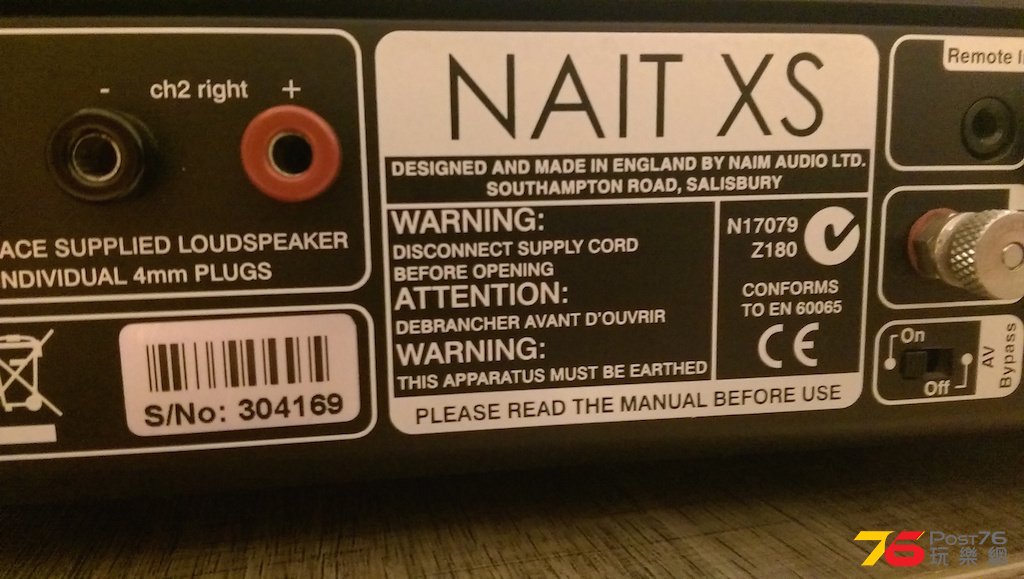 - ch2 right +
ACE SUPPLIED LOUDSPEAKER
NDIVIDUAL 4mm PLUGS
S/No: 304169
NAIT XS
DESIGNED AND MADE IN ENGLAND BY NAIM AUDIO LTD.
SOUTHAMPTON ROAD, SALISBURY
WARNING:
DISCONNECT SUPPLY CORD
BEFORE OPENING
ATTENTION:
DEBRANCHER AVANT D'OUVRIR
WARNING:
THIS APPARATUS MUST BE EARTHED
N17079
Z180
CONFORMS
TO EN 60065
CE
PLEASE READ THE MANUAL BEFORE USE
Remote I
On
Off
AV
Bypass
76 Post76
玩樂網